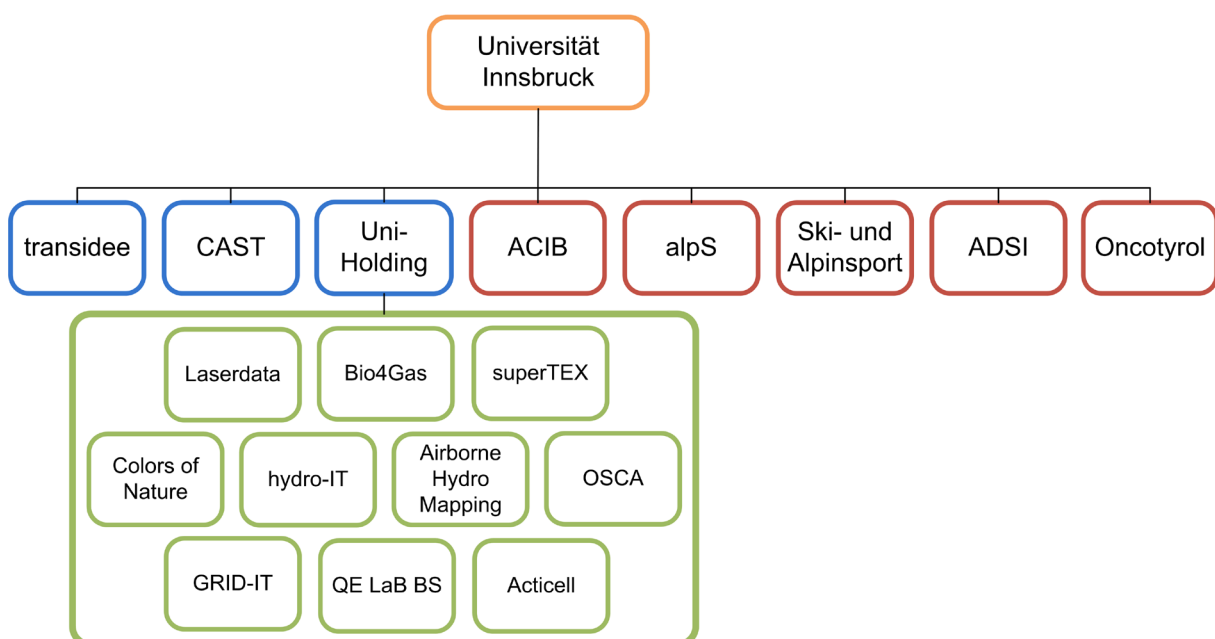 Universität
Innsbruck
transidee
CAST
Uni-
Holding
ACIB
alpS
Ski- und
Alpinsport
ADSI
Oncotyrol
Laserdata
Bio4Gas
superTEX
Colors of
Nature
hydro-IT
Airborne
Hydro
Mapping
OSCA
GRID-IT
QE LaB BS
Acticell